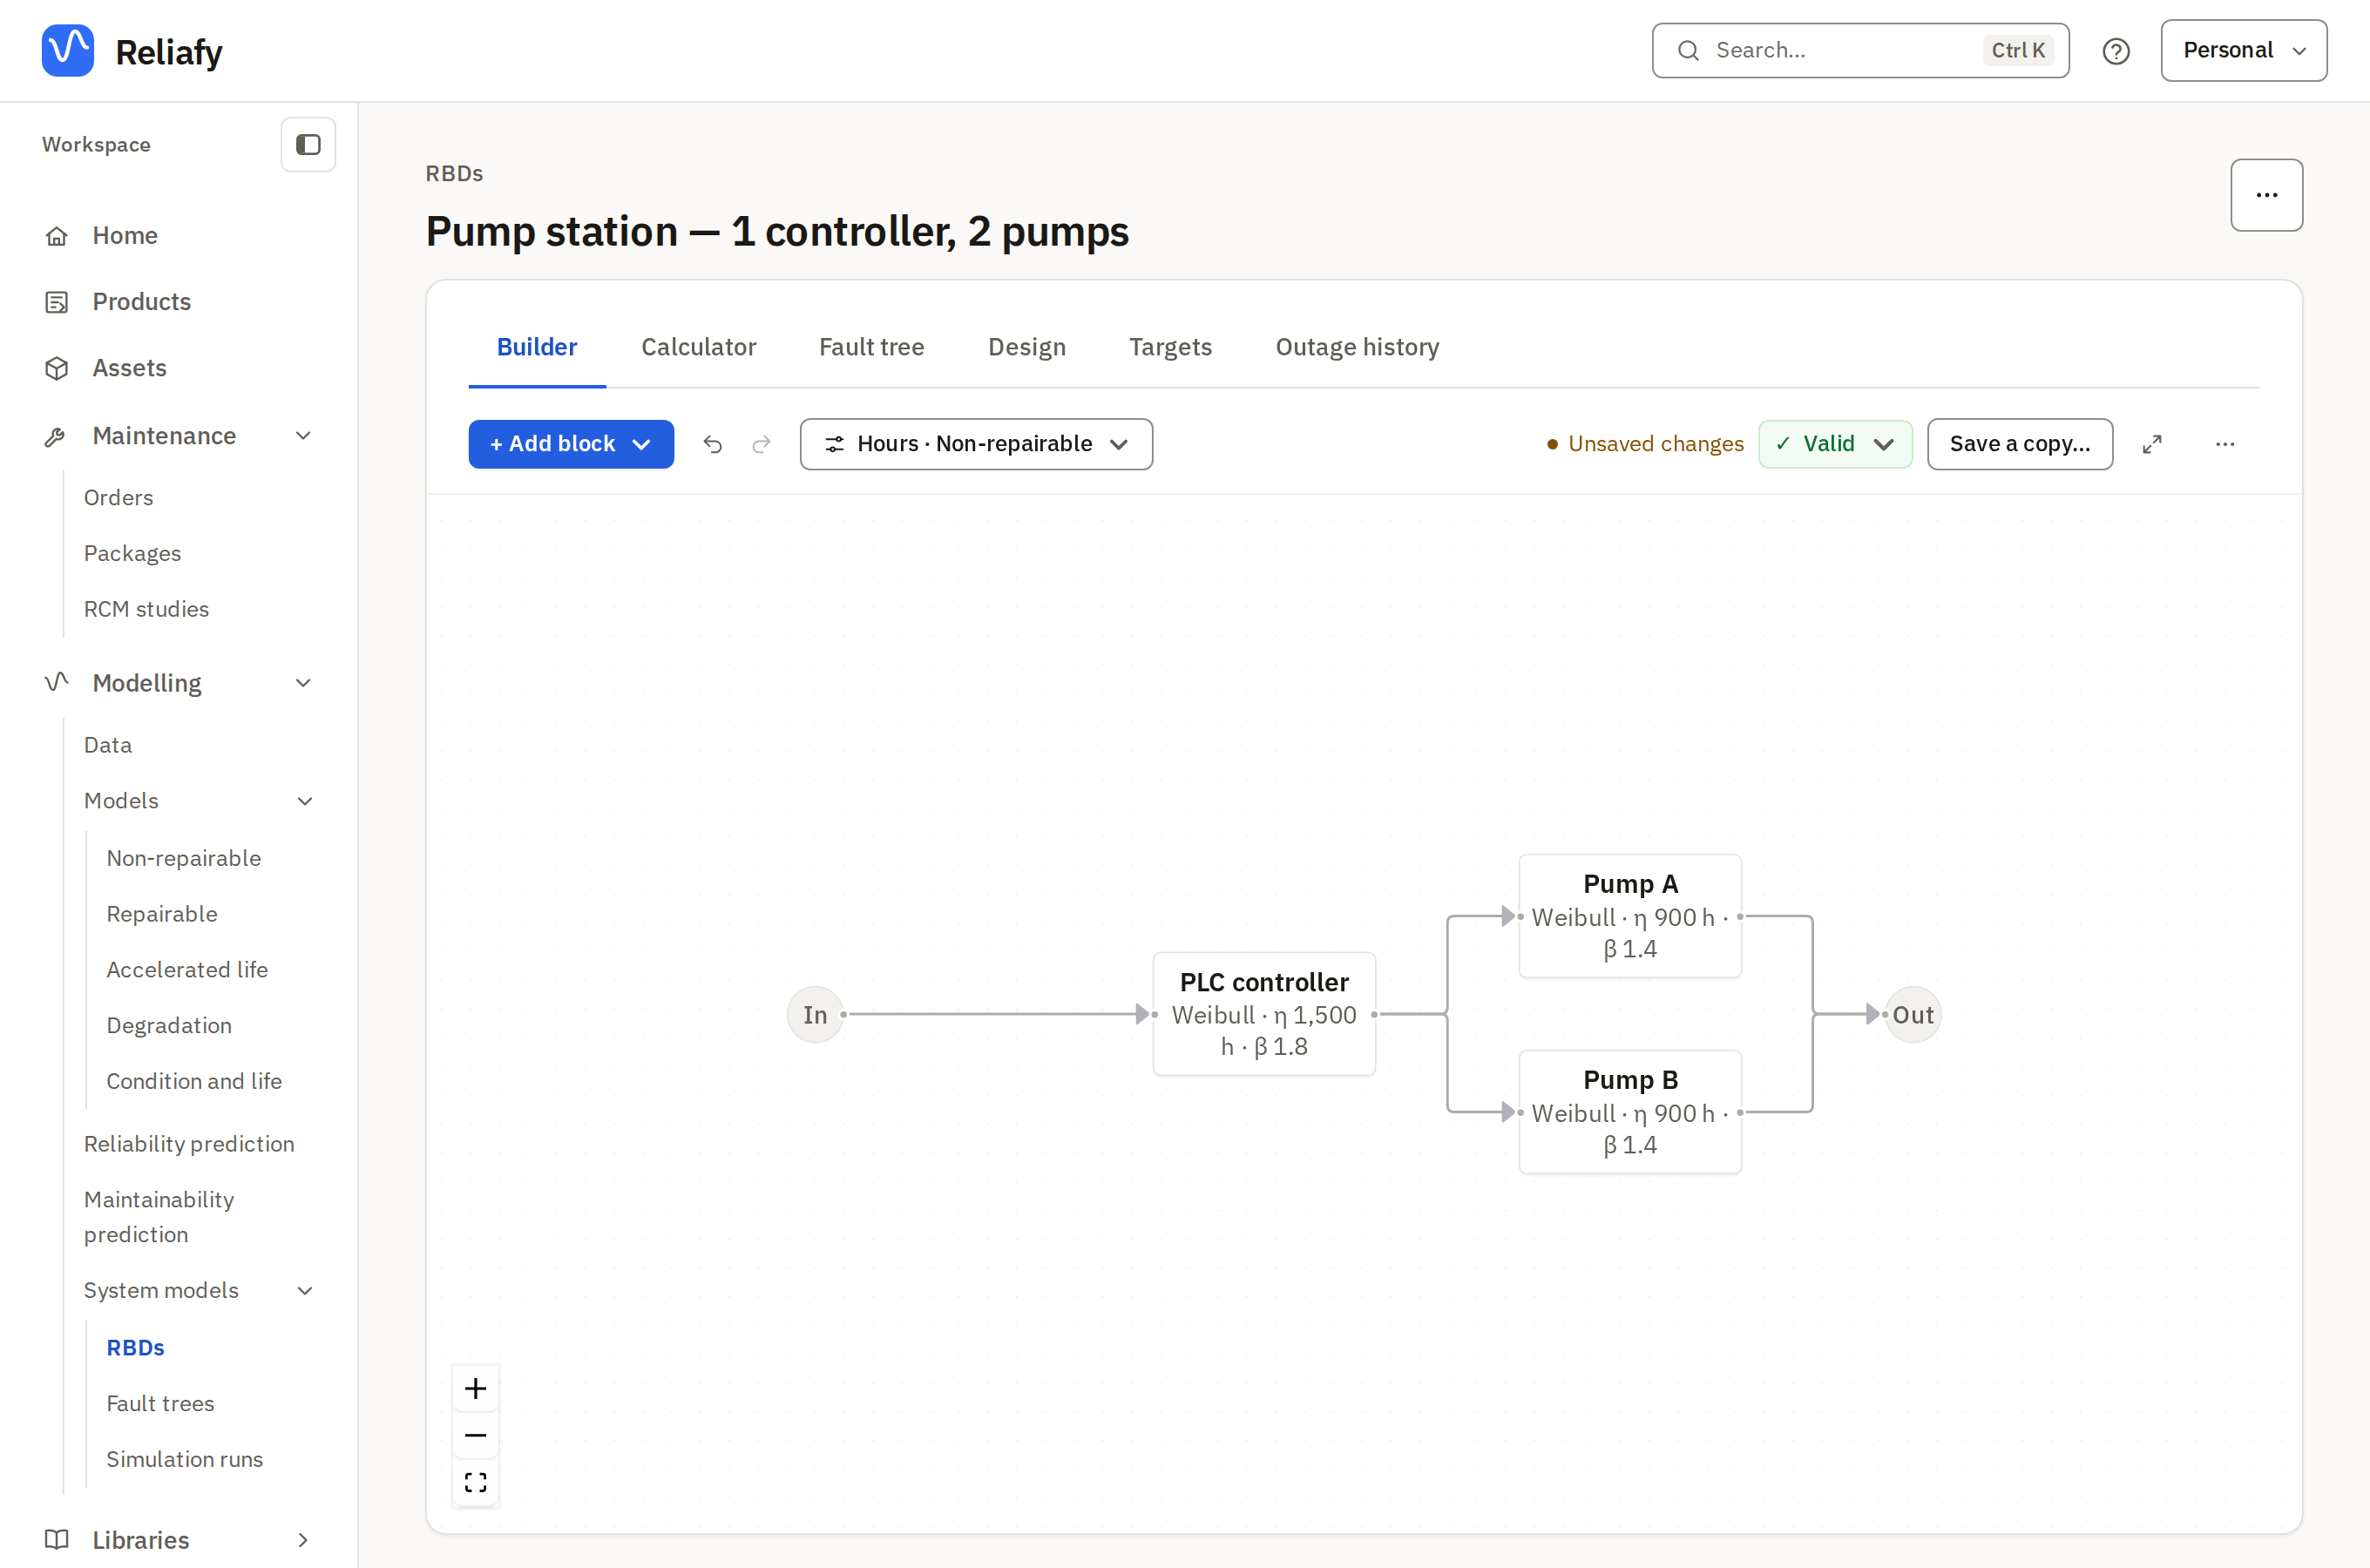 Reliafy
Search...
Ctrl K
Personal
Workspace
Home
Products
Assets
Maintenance
Orders
Packages
RCM studies
Modelling
Data
Models
Non-repairable
Repairable
Accelerated life
Degradation
Condition and life
Reliability prediction
Maintainability
prediction
System models
RBDs
Fault trees
Simulation runs
Libraries
RBDs
Pump station — 1 controller, 2 pumps
Builder
Calculator
Fault tree
Design
Targets
Outage history
+ Add block
Hours · Non-repairable
Unsaved changes
✓ Valid
Save a copy...
In
PLC controller
Weibull · η 1,500
h · β 1.8
Pump A
Weibull · η 900 h ·
β 1.4
Pump B
Weibull · η 900 h ·
β 1.4
Out